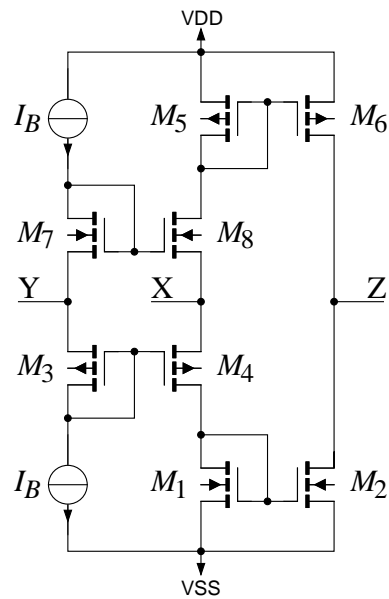 VDD
I_B M_5 M_6
M_7 M_8
Y X Z
M_3 M_4
I_B M_1 M_2
VSS